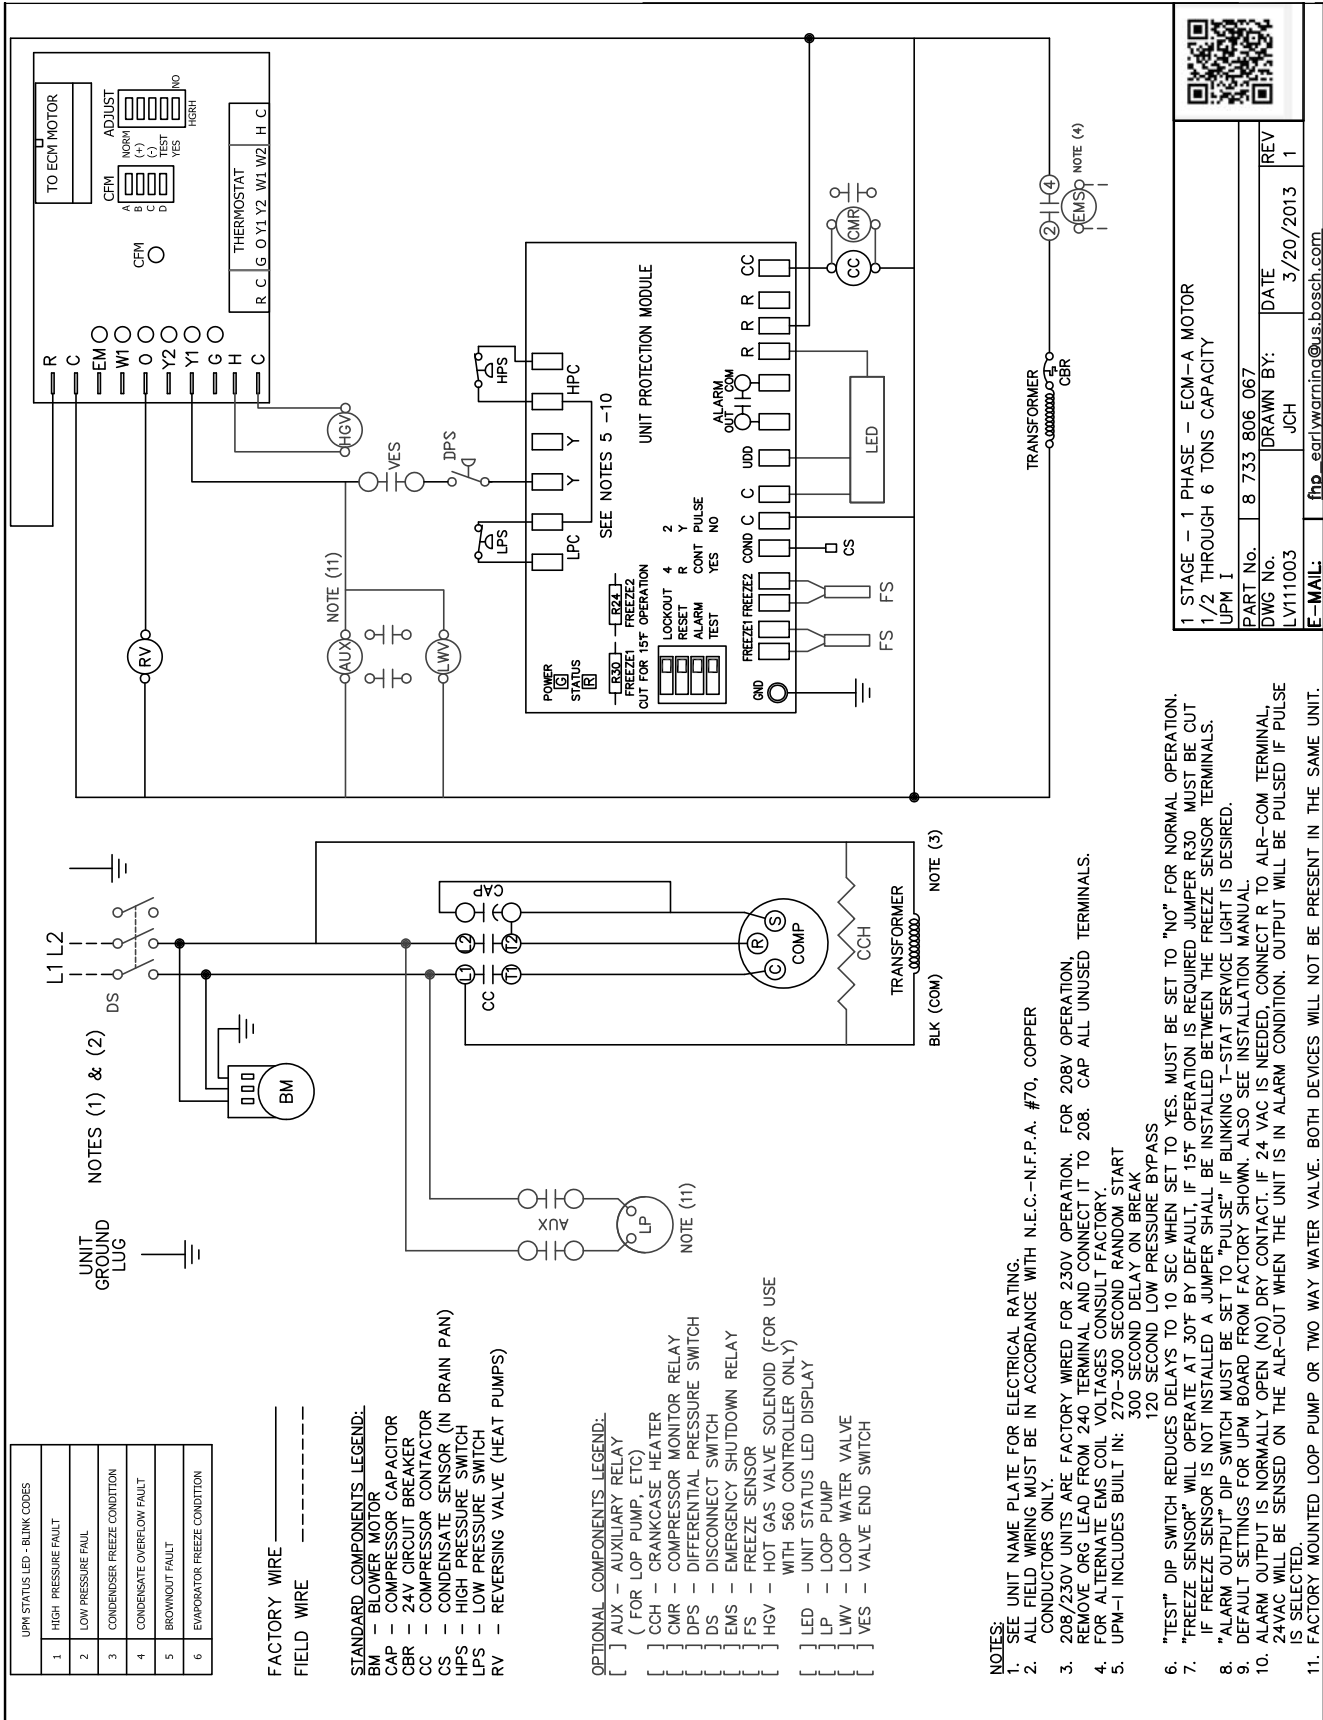 UPM STATUS LED - BLINK CODES
1 HIGH PRESSURE FAULT
2 LOW PRESSURE FAUL
3 CONDENDSER FREEZE CONDITION
4 CONDENSATE OVERFLOW FAULT
5 BROWNOUT FAULT
6 EVAPORATOR FREEZE CONDITION
FACTORY WIRE
FIELD WIRE
STANDARD COMPONENTS LEGEND:
BM - BLOWER MOTOR
CAP - COMPRESSOR CAPACITOR
CBR - 24V CIRCUIT BREAKER
CC - COMPRESSOR CONTACTOR
CS - CONDENSATE SENSOR (IN DRAIN PAN)
HPS - HIGH PRESSURE SWITCH
LPS - LOW PRESSURE SWITCH
RV - REVERSING VALVE (HEAT PUMPS)
OPTIONAL COMPONENTS LEGEND:
[ ] AUX - AUXILIARY RELAY
( FOR LOP PUMP, ETC)
[ ] CCH - CRANKCASE HEATER
[ ] CMR - COMPRESSOR MONITOR RELAY
[ ] DPS - DIFFERENTIAL PRESSURE SWITCH
[ ] DS - DISCONNECT SWITCH
[ ] EMS - EMERGENCY SHUTDOWN RELAY
[ ] FS - FREEZE SENSOR
[ ] HGV - HOT GAS VALVE SOLENOID (FOR USE
WITH 560 CONTROLLER ONLY)
[ ] LED - UNIT STATUS LED DISPLAY
[ ] LP - LOOP PUMP
[ ] LWV - LOOP WATER VALVE
[ ] VES - VALVE END SWITCH
NOTES:
1. SEE UNIT NAME PLATE FOR ELECTRICAL RATING.
2. ALL FIELD WIRING MUST BE IN ACCORDANCE WITH N.E.C.-N.F.P.A. #70, COPPER
CONDUCTORS ONLY.
3. 208/230V UNITS ARE FACTORY WIRED FOR 230V OPERATION. FOR 208V OPERATION,
REMOVE ORG LEAD FROM 240 TERMINAL AND CONNECT IT TO 208. CAP ALL UNUSED TERMINALS.
4. FOR ALTERNATE EMS COIL VOLTAGES CONSULT FACTORY.
5. UPM-I INCLUDES BUILT IN: 270-300 SECOND RANDOM START
300 SECOND DELAY ON BREAK
120 SECOND LOW PRESSURE BYPASS
6. "TEST" DIP SWITCH REDUCES DELAYS TO 10 SEC WHEN SET TO YES. MUST BE SET TO "NO" FOR NORMAL OPERATION.
7. "FREEZE SENSOR" WILL OPERATE AT 30°F BY DEFAULT, IF 15°F OPERATION IS REQUIRED JUMPER R30 MUST BE CUT
IF FREEZE SENSOR IS NOT INSTALLED A JUMPER SHALL BE INSTALLED BETWEEN THE FREEZE SENSOR TERMINALS.
8. "ALARM OUTPUT" DIP SWITCH MUST BE SET TO "PULSE" IF BLINKING T-STAT SERVICE LIGHT IS DESIRED.
9. DEFAULT SETTINGS FOR UPM BOARD FROM FACTORY SHOWN. ALSO SEE INSTALLATION MANUAL.
10. ALARM OUTPUT IS NORMALLY OPEN (NO) DRY CONTACT. IF 24 VAC IS NEEDED, CONNECT R TO ALR-COM TERMINAL,
24VAC WILL BE SENSED ON THE ALR-OUT WHEN THE UNIT IS IN ALARM CONDITION. OUTPUT WILL BE PULSED IF PULSE
IS SELECTED.
11. FACTORY MOUNTED LOOP PUMP OR TWO WAY WATER VALVE. BOTH DEVICES WILL NOT BE PRESENT IN THE SAME UNIT.
UNIT
GROUND
LUG
NOTES (1) & (2)
L1 L2
DS
BM
AUX
LP
NOTE (11)
L1
L2
CC
CAP
T1
T2
C
R
S
COMP
CCH
TRANSFORMER
BLK (COM)
NOTE (3)
TO ECM MOTOR
ADJUST
NORM
(+)
(-)
TEST
YES
NO
HGRH
CFM
A
B
C
D
CFM
THERMOSTAT
R C G O Y1 Y2 W1 W2 H C
R
C
EM
W1
O
Y2
Y1
G
H
C
HGV
RV
NOTE (11)
AUX
LWV
VES
DPS
LPS
HPS
LPC
Y
Y
HPC
SEE NOTES 5 -10
UNIT PROTECTION MODULE
POWER
G
STATUS
R
R30
R24
FREEZE1
FREEZE2
CUT FOR 15°F OPERATION
LOCKOUT 4 2
RESET R Y
ALARM CONT PULSE
TEST YES NO
GND
FREEZE1 FREEZE2 COND C C UDD
ALARM
OUT COM
R R R CC
FS
FS
CS
LED
CC
CMR
TRANSFORMER
CBR
2
4
EMS
NOTE (4)
1 STAGE - 1 PHASE - ECM-A MOTOR
1/2 THROUGH 6 TONS CAPACITY
UPM I
PART No. 8 733 806 067
DWG No. DRAWN BY: DATE REV
LV111003 JCH 3/20/2013 1
E-MAIL: fhp_earlywarning@us.bosch.com